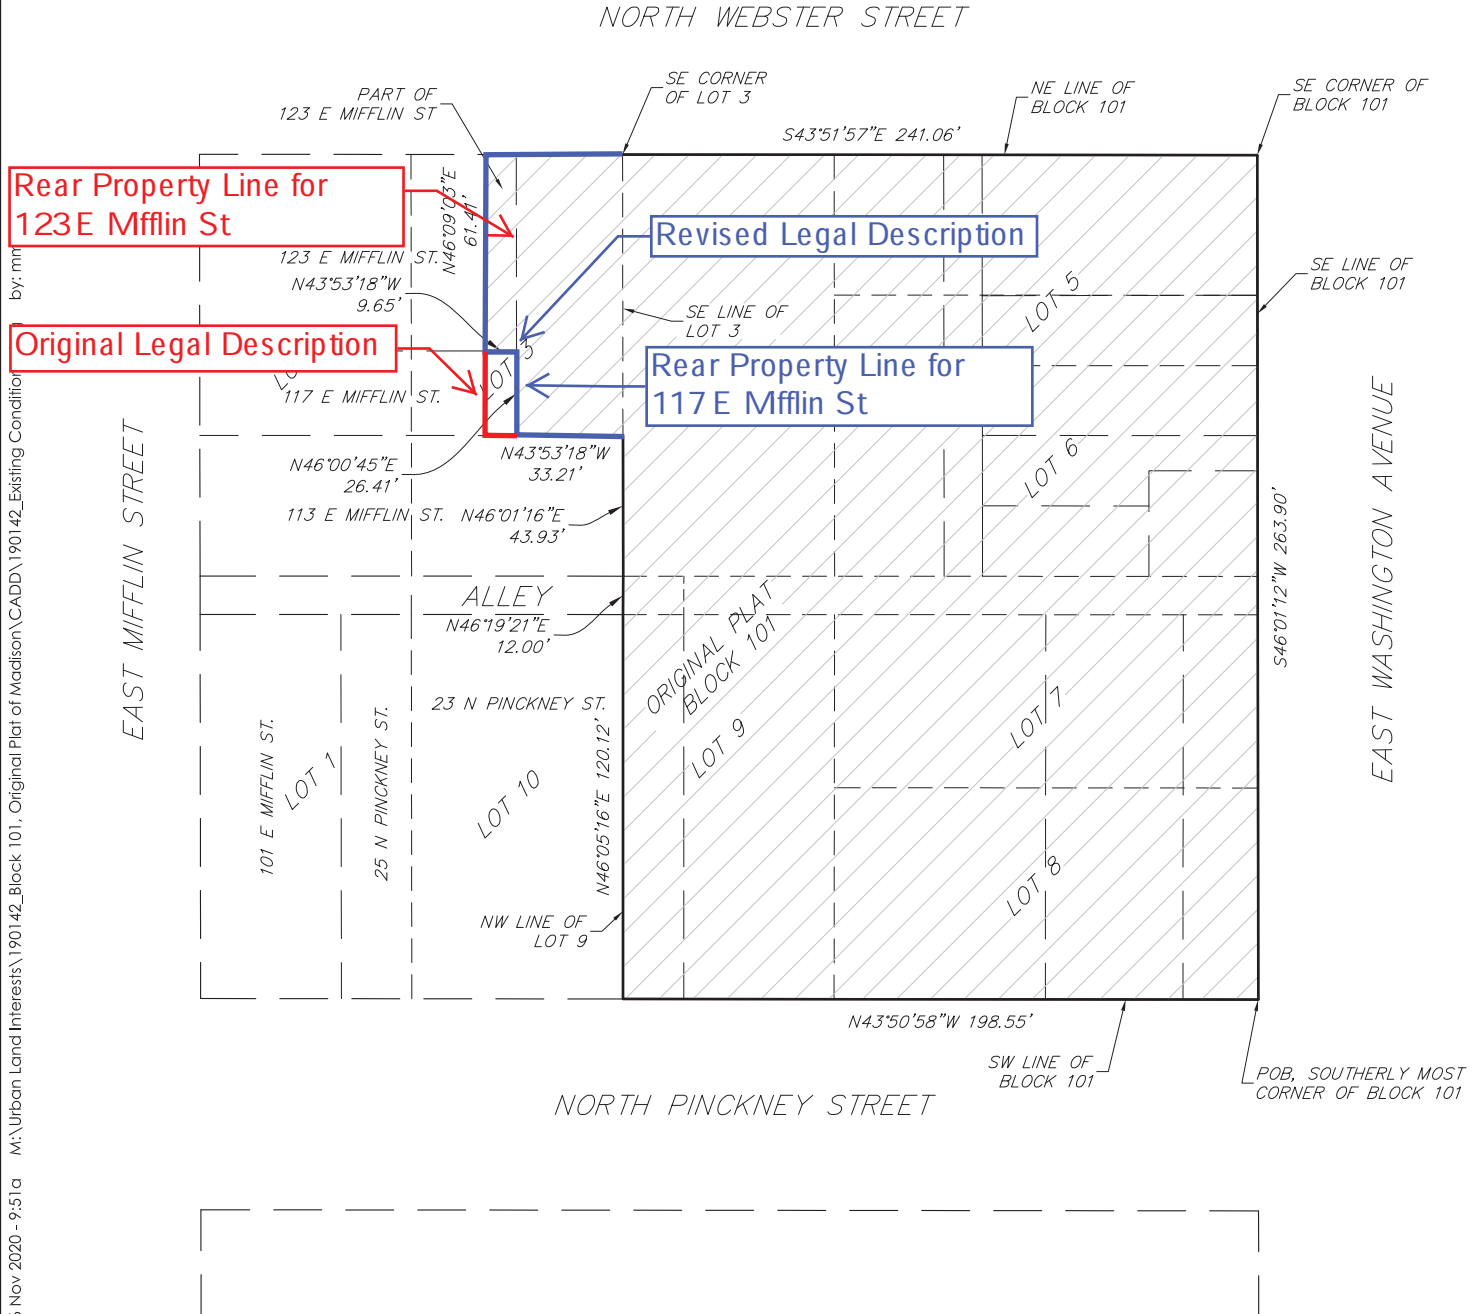 NORTH WEBSTER STREET
PART OF
123 E MIFFLIN ST
SE CORNER
OF LOT 3
NE LINE OF
BLOCK 101
SE CORNER OF
BLOCK 101
S43°51'57"E 241.06'
Rear Property Line for
123 E Mfflin St
N46°09'03"E
61.41'
Revised Legal Description
123 E MIFFLIN ST.
N43°53'18"W
9.65'
SE LINE OF
BLOCK 101
LOT 5
SE LINE OF
LOT 3
Original Legal Description
LOT 3
Rear Property Line for
117 E Mfflin St
117 E MIFFLIN ST.
N43°53'18"W
33.21'
N46°00'45"E
26.41'
LOT 6
113 E MIFFLIN ST.
N46°01'16"E
43.93'
EAST MIFFLIN STREET
EAST WASHINGTON AVENUE
S46°01'12"W 263.90'
ALLEY
N46°19'21"E
12.00'
ORIGINAL PLAT
BLOCK 101
23 N PINCKNEY ST.
LOT 7
LOT 9
101 E MIFFLIN ST.
LOT 1
25 N PINCKNEY ST.
LOT 10
N46°05'16"E 120.12'
LOT 8
NW LINE OF
LOT 9
N43°50'58"W 198.55'
SW LINE OF
BLOCK 101
POB, SOUTHERLY MOST
CORNER OF BLOCK 101
NORTH PINCKNEY STREET
Nov 2020 - 9:51a M:\Urban Land Interests\190142_Block 101, Original Plat of Madison\CADD\190142_Existing Condition by: